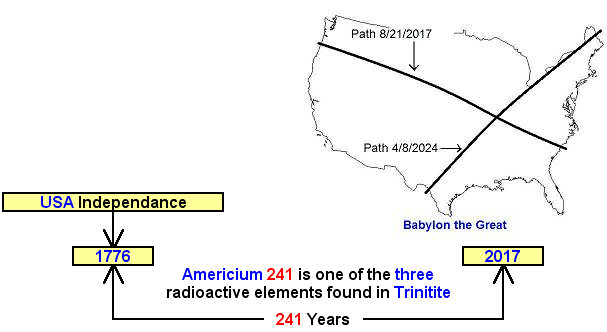 Path 8/21/2017
Path 4/8/2024
Babylon the Great
USA Independance
1776
2017
Americium 241 is one of the three
radioactive elements found in Trinitite
241 Years